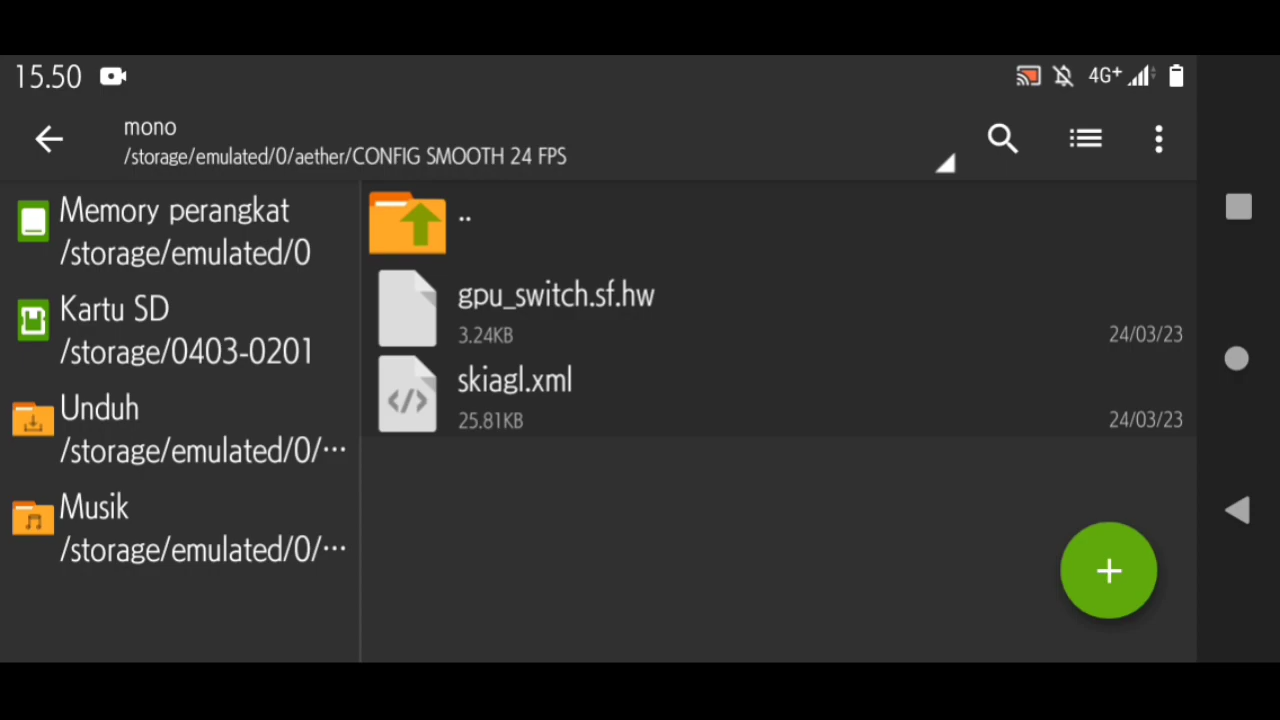 15.50
4G+
mono
/storage/emulated/0/aether/CONFIG SMOOTH 24 FPS
Memory perangkat
/storage/emulated/0
Kartu SD
/storage/0403-0201
Unduh
/storage/emulated/0/···
Musik
/storage/emulated/0/···
..
gpu_switch.sf.hw
3.24KB
24/03/23
skiagl.xml
25.81KB
24/03/23